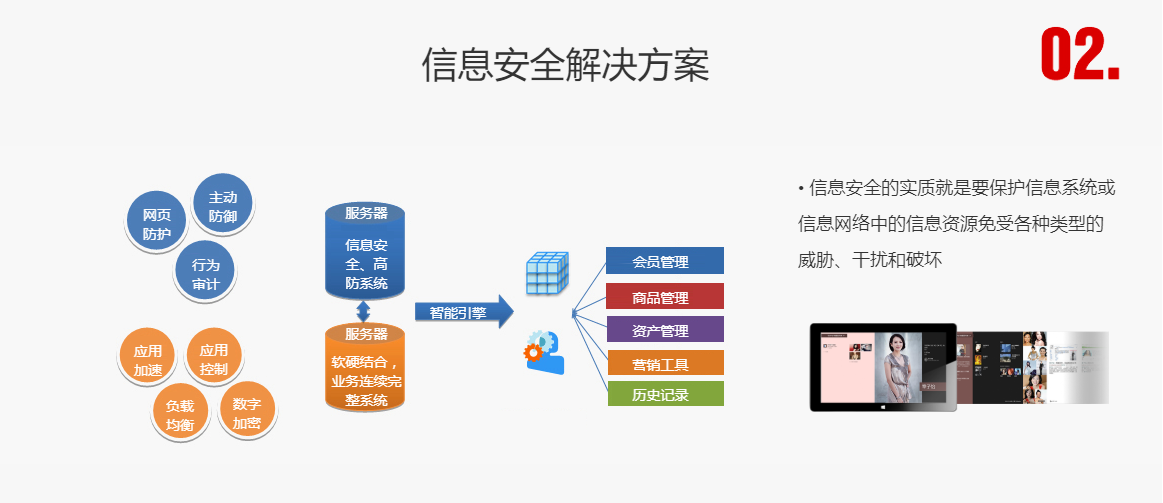 信息安全解决方案
02.
网页
防护
主动
防御
行为
审计
应用
加速
应用
控制
负载
均衡
数字
加密
服务器
信息安
全、高
防系统
服务器
软硬结合，
业务连续完
整系统
智能引擎
会员管理
商品管理
资产管理
营销工具
历史记录
• 信息安全的实质就是要保护信息系统或
信息网络中的信息资源免受各种类型的
威胁、干扰和破坏